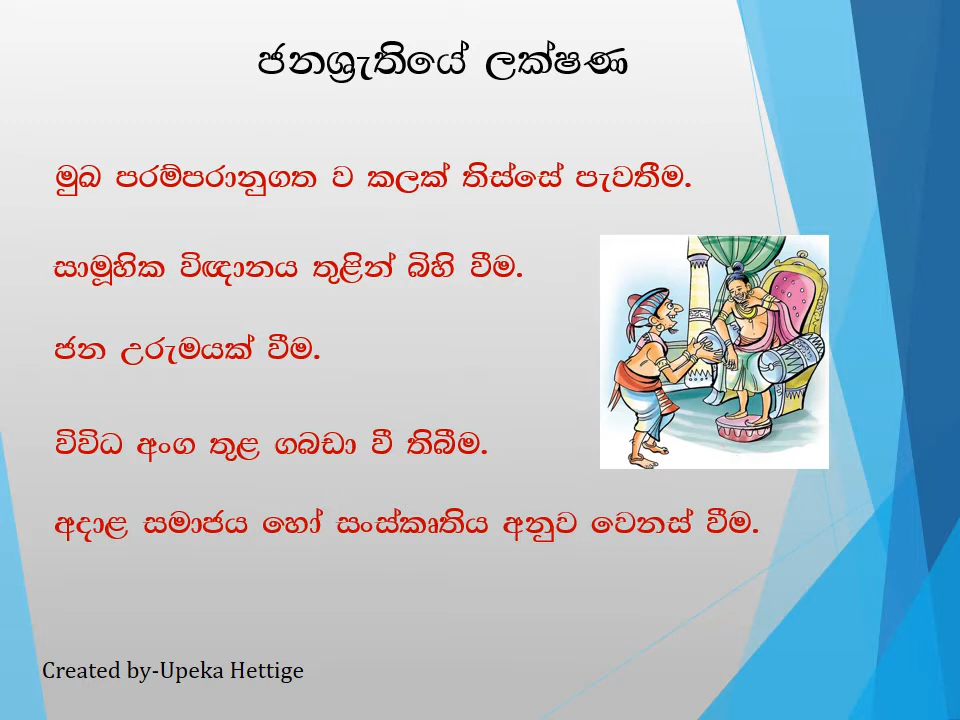 ජනශ්‍රැතියේ ලක්ෂණ
මුඛ පරම්පරානුගත ව කලක් තිස්සේ පැවතීම.
සාමූහික විඥානය තුළින් බිහි වීම.
ජන උරුමයක් වීම.
විවිධ අංග තුළ ගබඩා වී තිබීම.
අදාළ සමාජය හෝ සංස්කෘතිය අනුව වෙනස් වීම.
Created by-Upeka Hettige